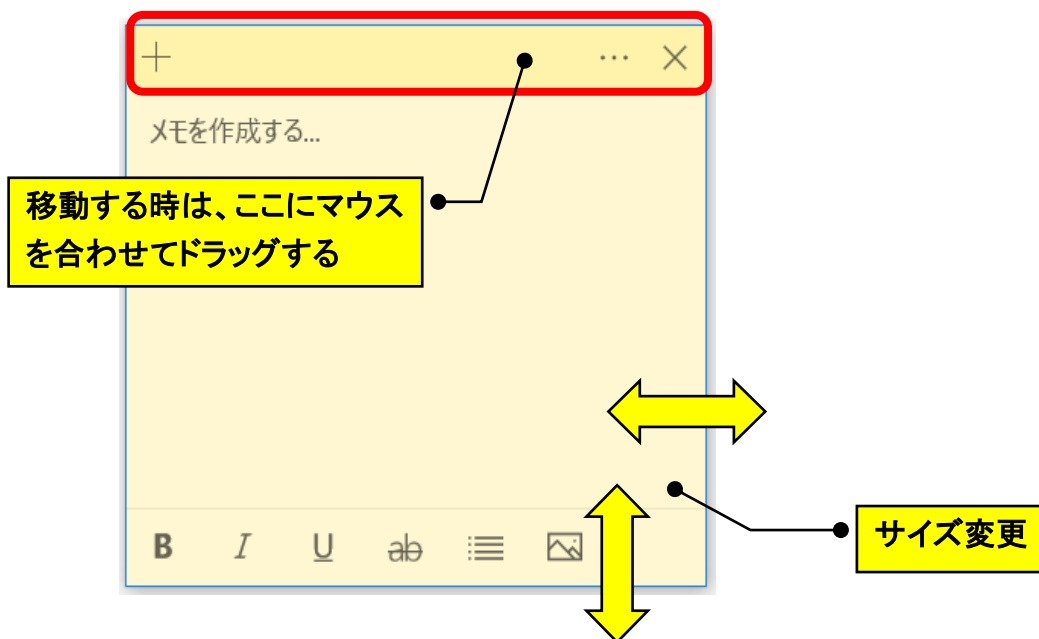 メモを作成する...
移動する時は、ここにマウス
を合わせてドラッグする
サイズ変更
B I U ab